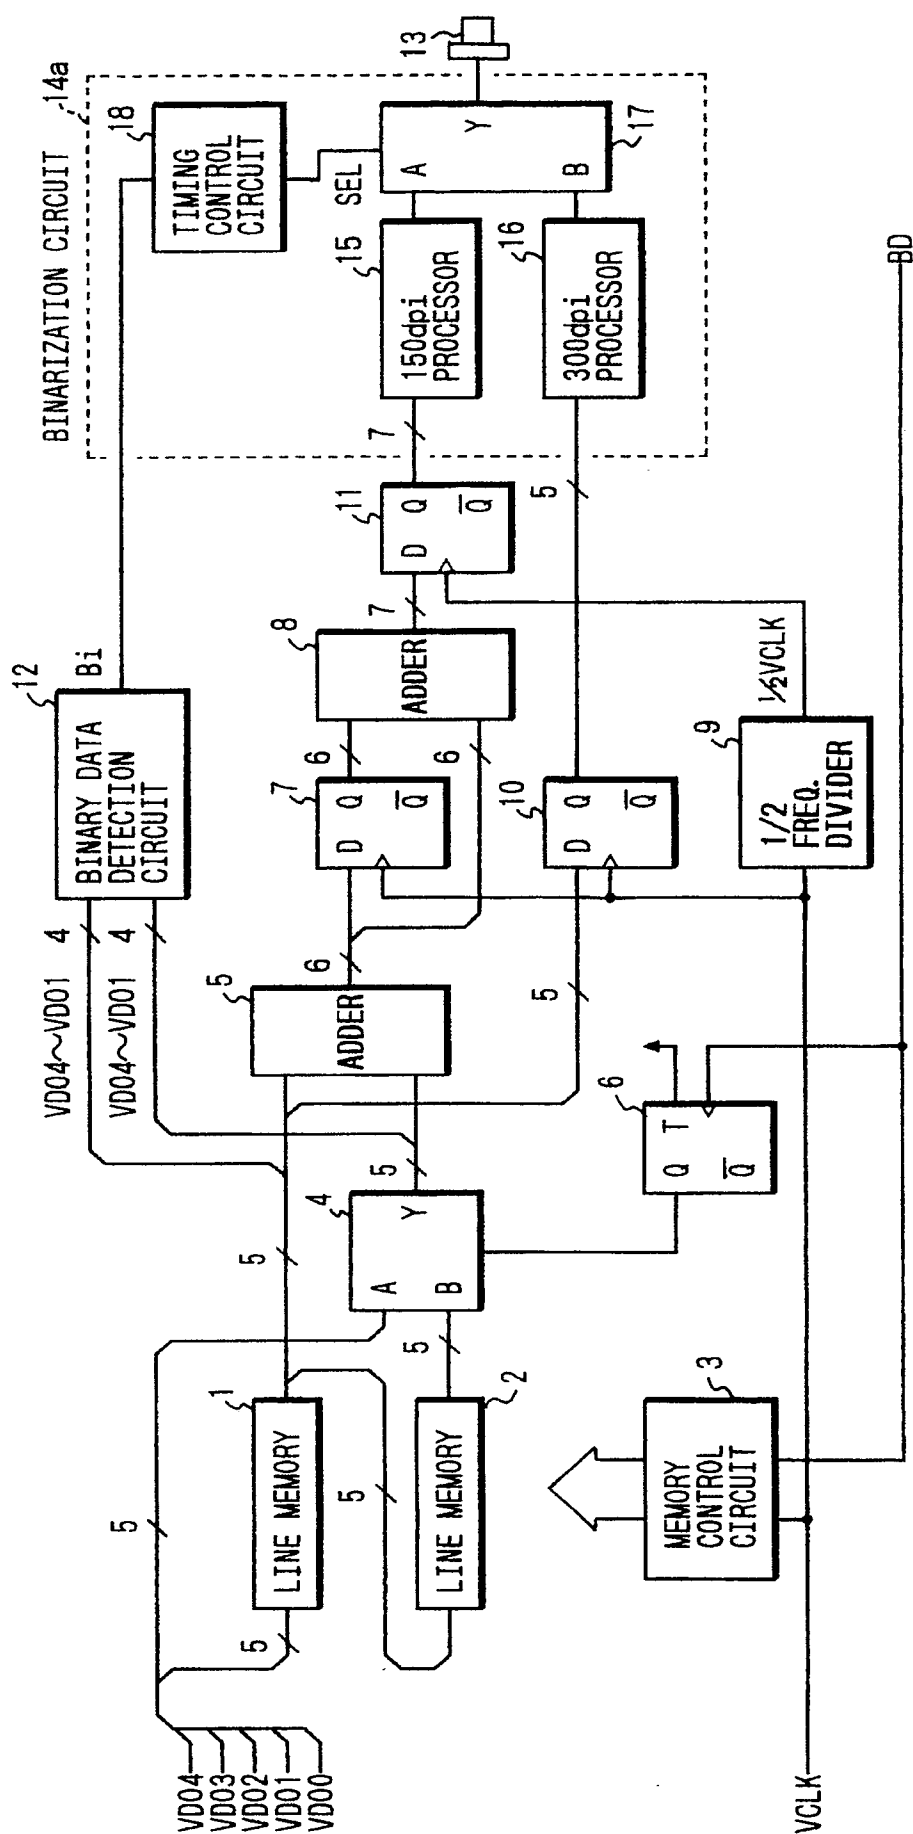 BINARIZATION CIRCUIT
14a
18
TIMING
CONTROL
CIRCUIT
13
SEL
A
Y
B
17
15
150dpi
PROCESSOR
16
300dpi
PROCESSOR
7
11
D Q
Q̅
5
7
12
BINARY DATA
DETECTION
CIRCUIT
Bi
8
ADDER
6
6
7
D Q
Q̅
10
D Q
Q̅
9
1/2
FREQ.
DIVIDER
1/2VCLK
BD
VD04~VD01 4
VD04~VD01 4
6
5
ADDER
5
6
Q T
Q̅
5
4
A
Y
B
5
5
5
1
LINE MEMORY
5
2
LINE MEMORY
5
5
3
MEMORY
CONTROL
CIRCUIT
VD04
VD03
VD02
VD01
VD00
VCLK